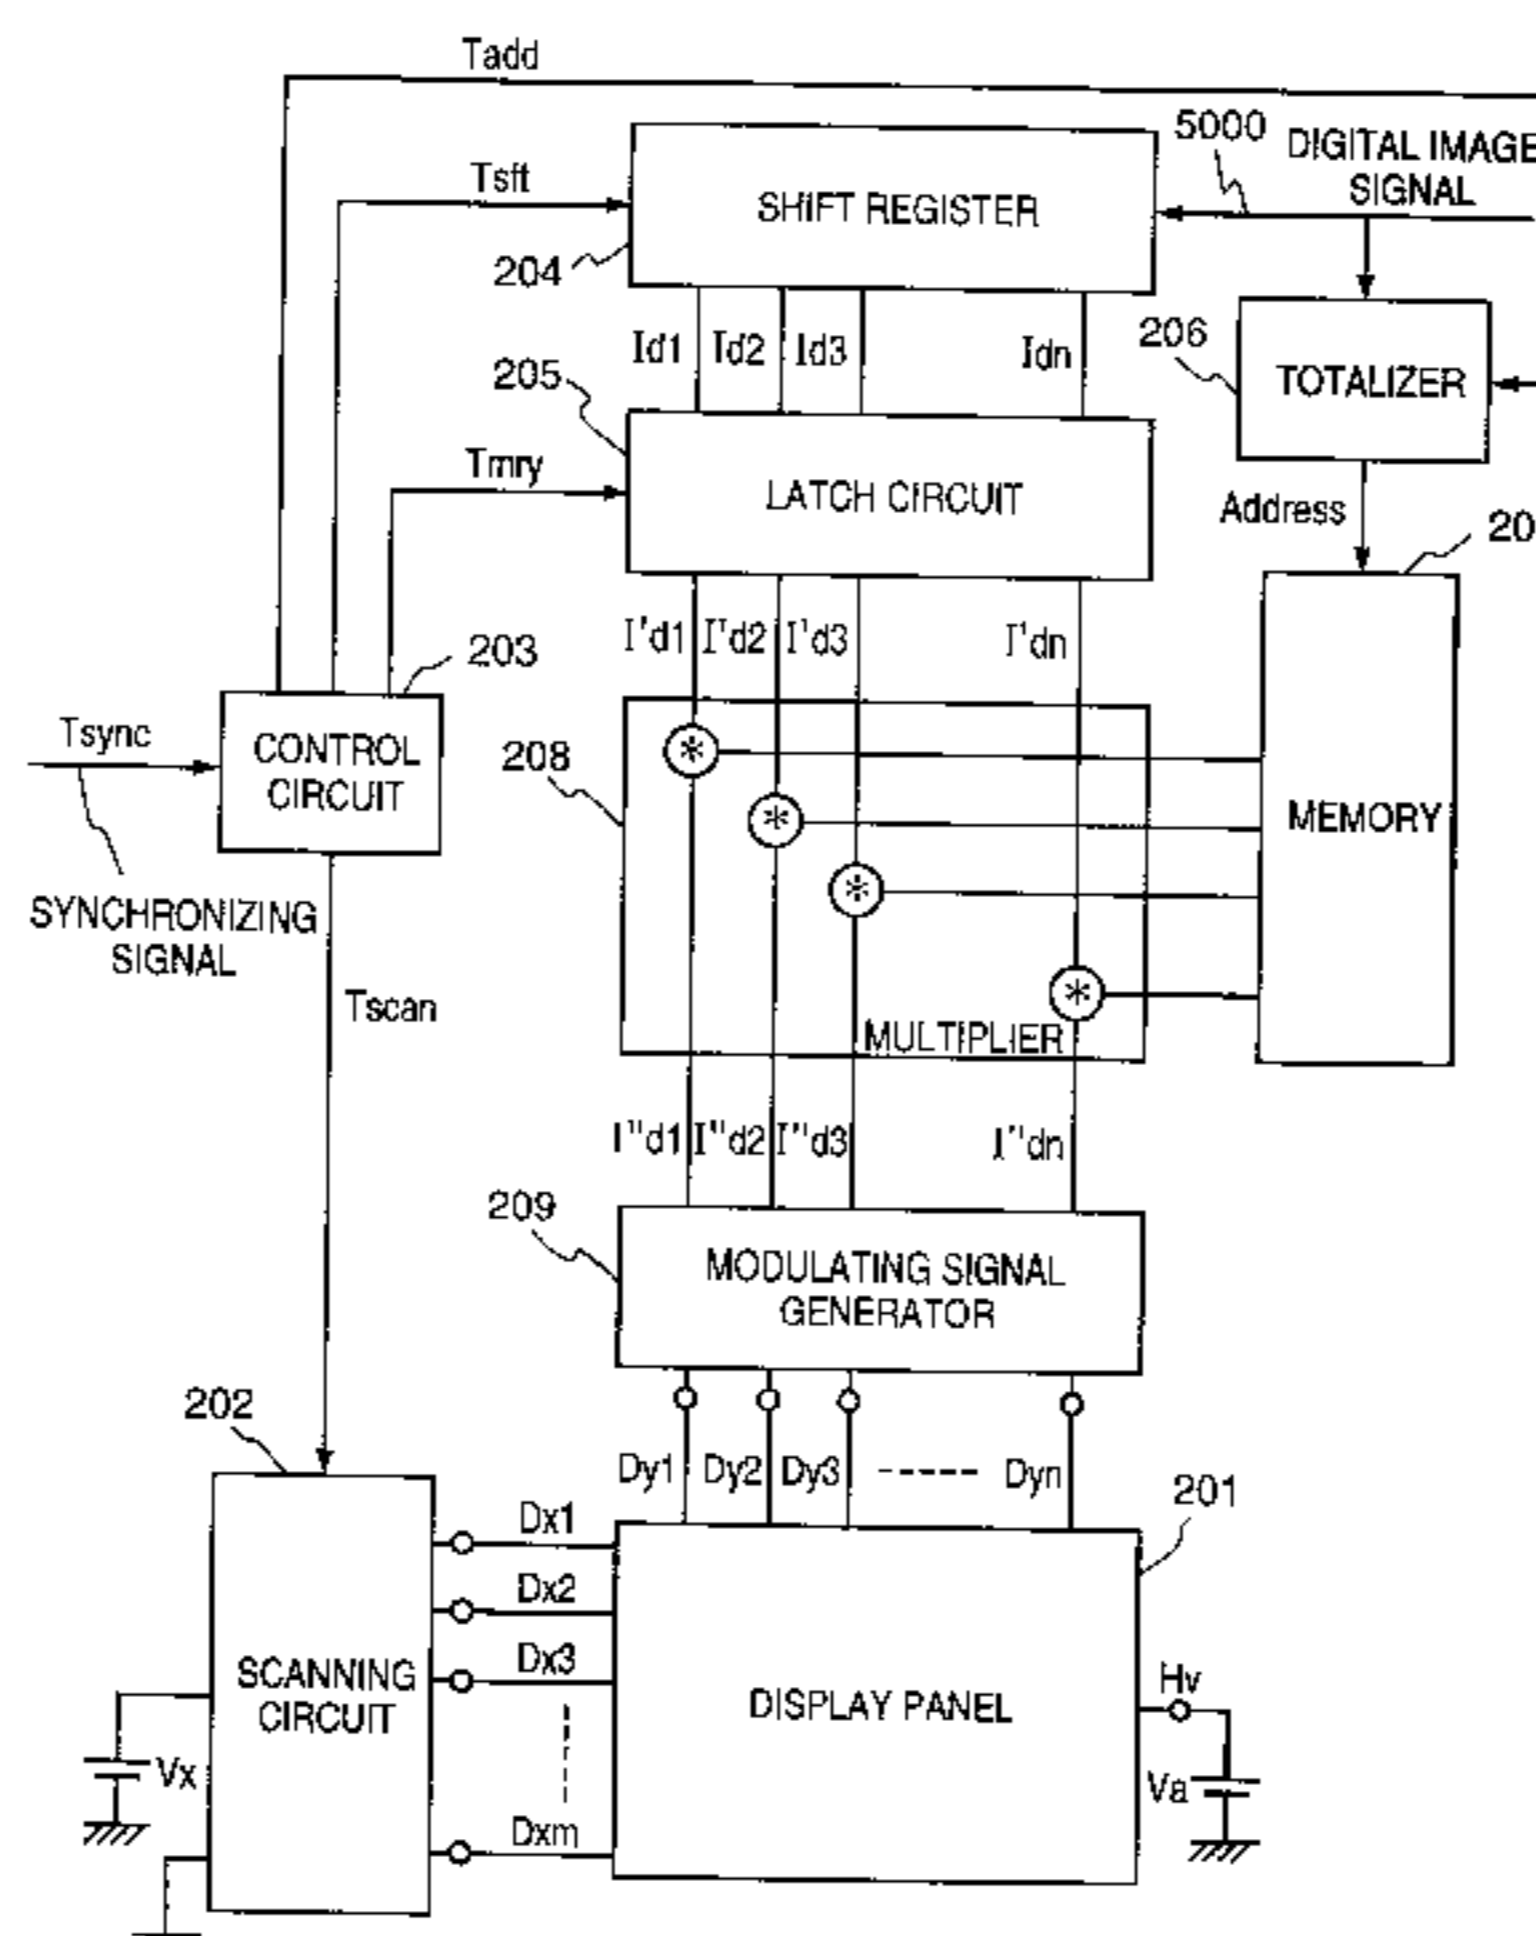 Tadd
5000
DIGITAL IMAGE
SIGNAL
Tsft
SHIFT REGISTER
204
Id1 Id2 Id3 Idn
206
TOTALIZER
205
Tmry
LATCH CIRCUIT
Address
20
I'd1 I'd2 I'd3 I'dn
203
Tsync
CONTROL
CIRCUIT
208
* * * *
MEMORY
SYNCHRONIZING
SIGNAL
Tscan
MULTIPLIER
I"d1 I"d2 I"d3 I"dn
209
MODULATING SIGNAL
GENERATOR
202
Dy1 Dy2 Dy3 ----- Dyn
201
Dx1
Dx2
Dx3
SCANNING
CIRCUIT
DISPLAY PANEL
Hv
Vx
Va
Dxm